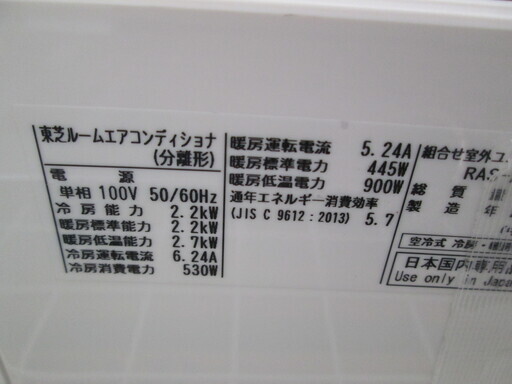 東芝ルームエアコンディショナ
(分離形)
電 源
単相 100V 50/60Hz
冷房能力 2.2kW
暖房標準能力 2.2kW
暖房低温能力 2.7kW
冷房運転電流 6.24A
冷房消費電力 530W
暖房運転電流 5.24A
暖房標準電力 445W
暖房低温電力 900W
通年エネルギー消費効率
(JIS C 9612:2013) 5.7
組合せ室外ユ
RAS-
総 質
製 造 年
空冷式 冷房・暖房
日本国内専用
Use only in Japa